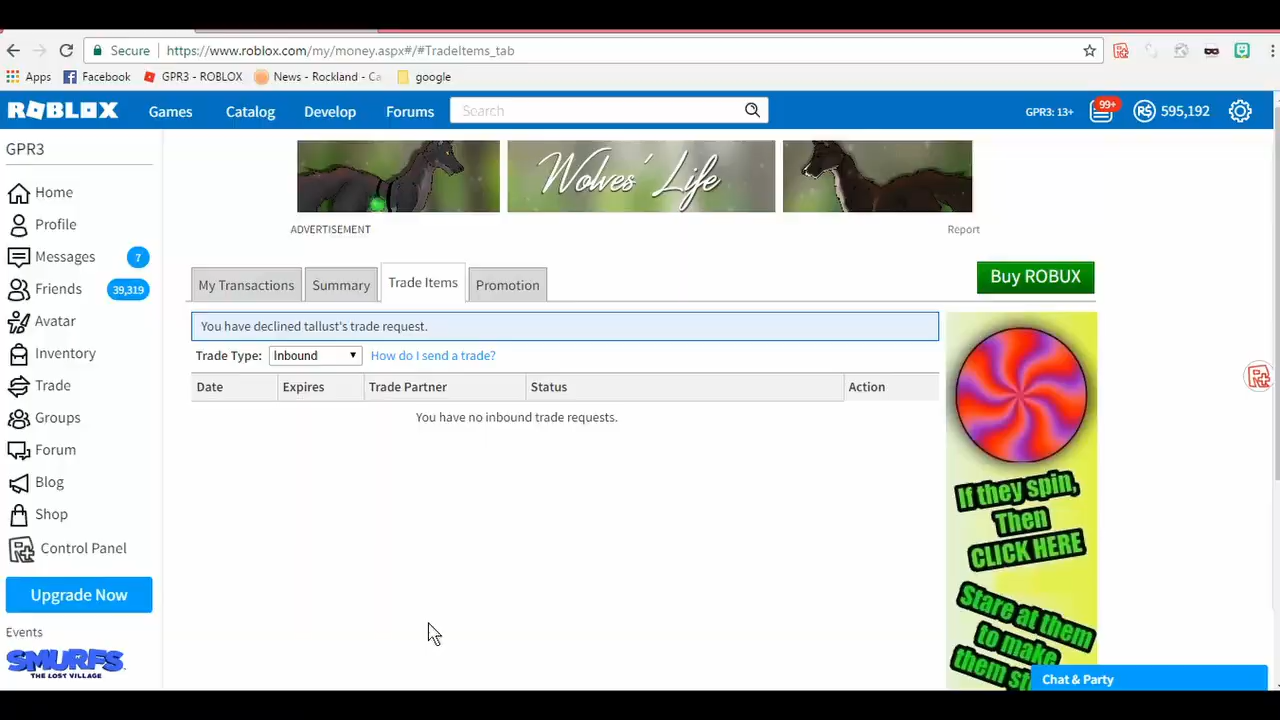 Secure https://www.roblox.com/my/money.aspx#/#TradeItems_tab
Apps Facebook GPR3 - ROBLOX News - Rockland - Ca google
ROBLOX Games Catalog Develop Forums Search GPR3: 13+ 99+ R$ 595,192
GPR3
Home
Profile
Messages 7
Friends 39,319
Avatar
Inventory
Trade
Groups
Forum
Blog
Shop
Control Panel
Upgrade Now
Events
SMURFS
THE LOST VILLAGE
Wolves' Life
ADVERTISEMENT Report
My Transactions Summary Trade Items Promotion Buy ROBUX
You have declined tallust's trade request.
Trade Type: Inbound How do I send a trade?
Date Expires Trade Partner Status Action
You have no inbound trade requests.
If they spin,
Then
CLICK HERE
Stare at them
to make
them st
Chat & Party